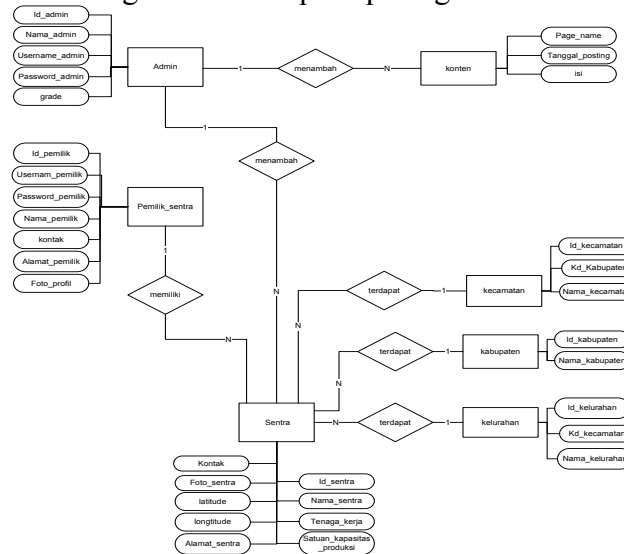 Id_admin
Nama_admin
Username_admin
Password_admin
grade
Admin
1
menambah
N
konten
Page_name
Tanggal_posting
isi
1
menambah
N
Id_pemilik
Usernam_pemilik
Password_pemilik
Nama_pemilik
kontak
Alamat_pemilik
Foto_profil
Pemilik_sentra
1
memiliki
N
N
terdapat
1
kecamatan
Id_kecamatan
Kd_Kabupaten
Nama_kecamatan
N
terdapat
1
kabupaten
Id_kabupaten
Nama_kabupaten
N
terdapat
1
kelurahan
Id_kelurahan
Kd_kecamatan
Nama_kelurahan
Sentra
Kontak
Foto_sentra
latitude
longtitude
Alamat_sentra
Id_sentra
Nama_sentra
Tenaga_kerja
Satuan_kapasitas
_produksi